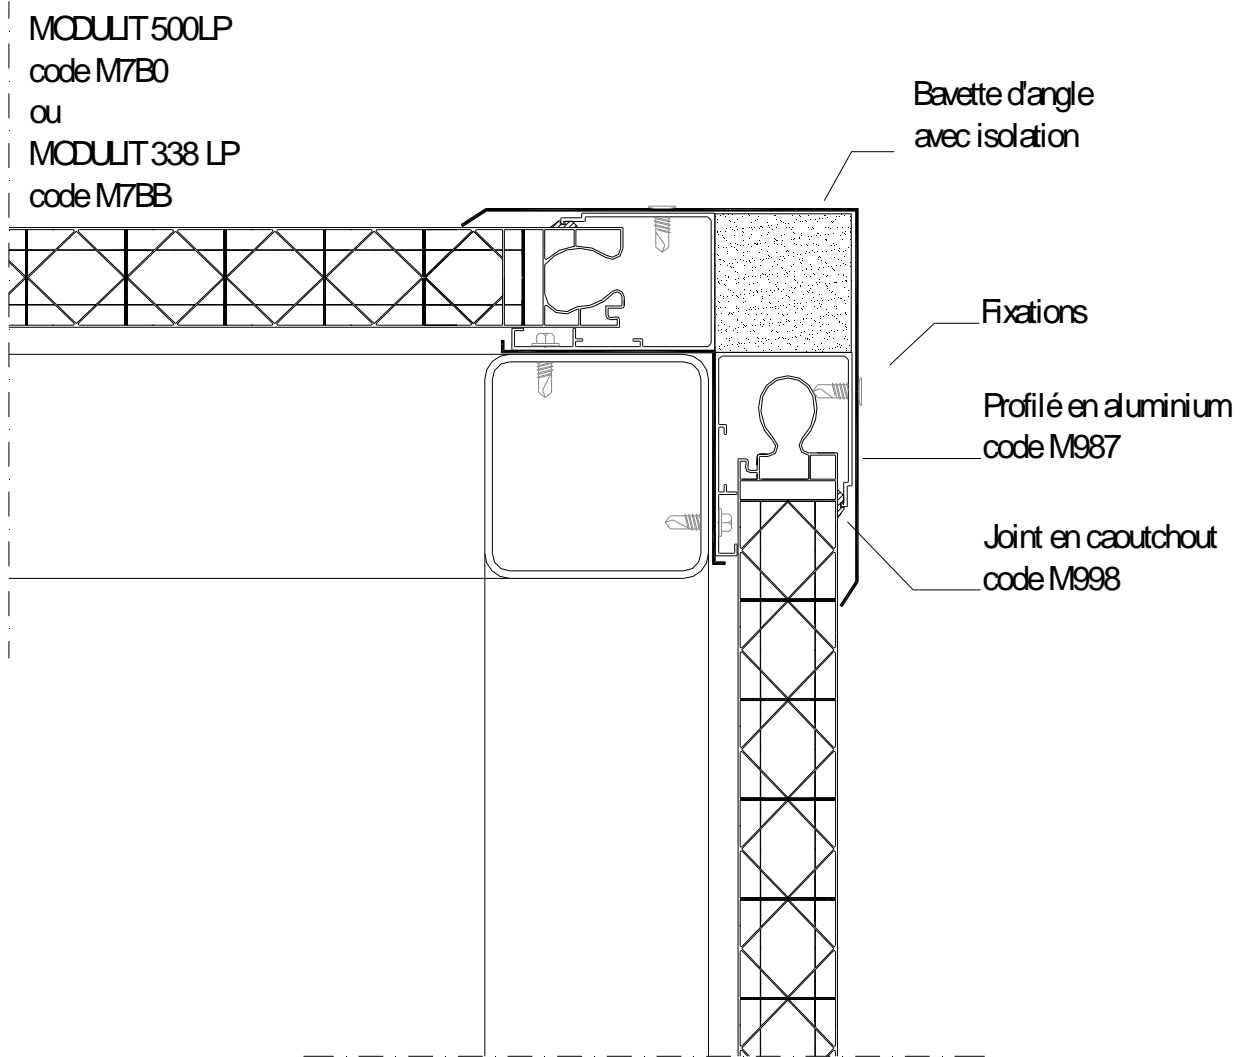 MODULIT 500LP
code M7B0
ou
MODULIT 338 LP
code M7BB
Bavette d'angle
avec isolation
Fixations
Profilé en aluminium
code M987
Joint en caoutchout
code M998